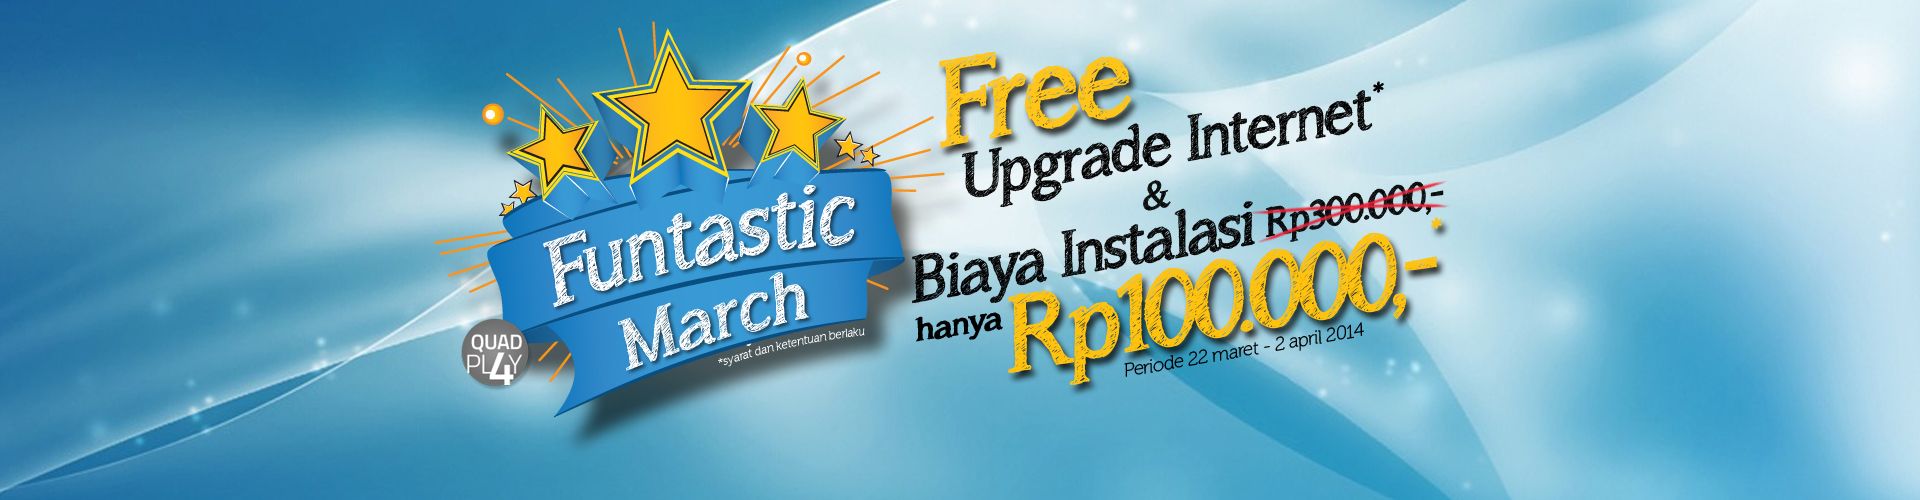 Funtastic
March
*syarat dan ketentuan berlaku
QUAD
PL4Y
Free
Upgrade Internet*
&
Biaya Instalasi Rp300.000,-
hanya Rp100.000,-*
Periode 22 maret - 2 april 2014